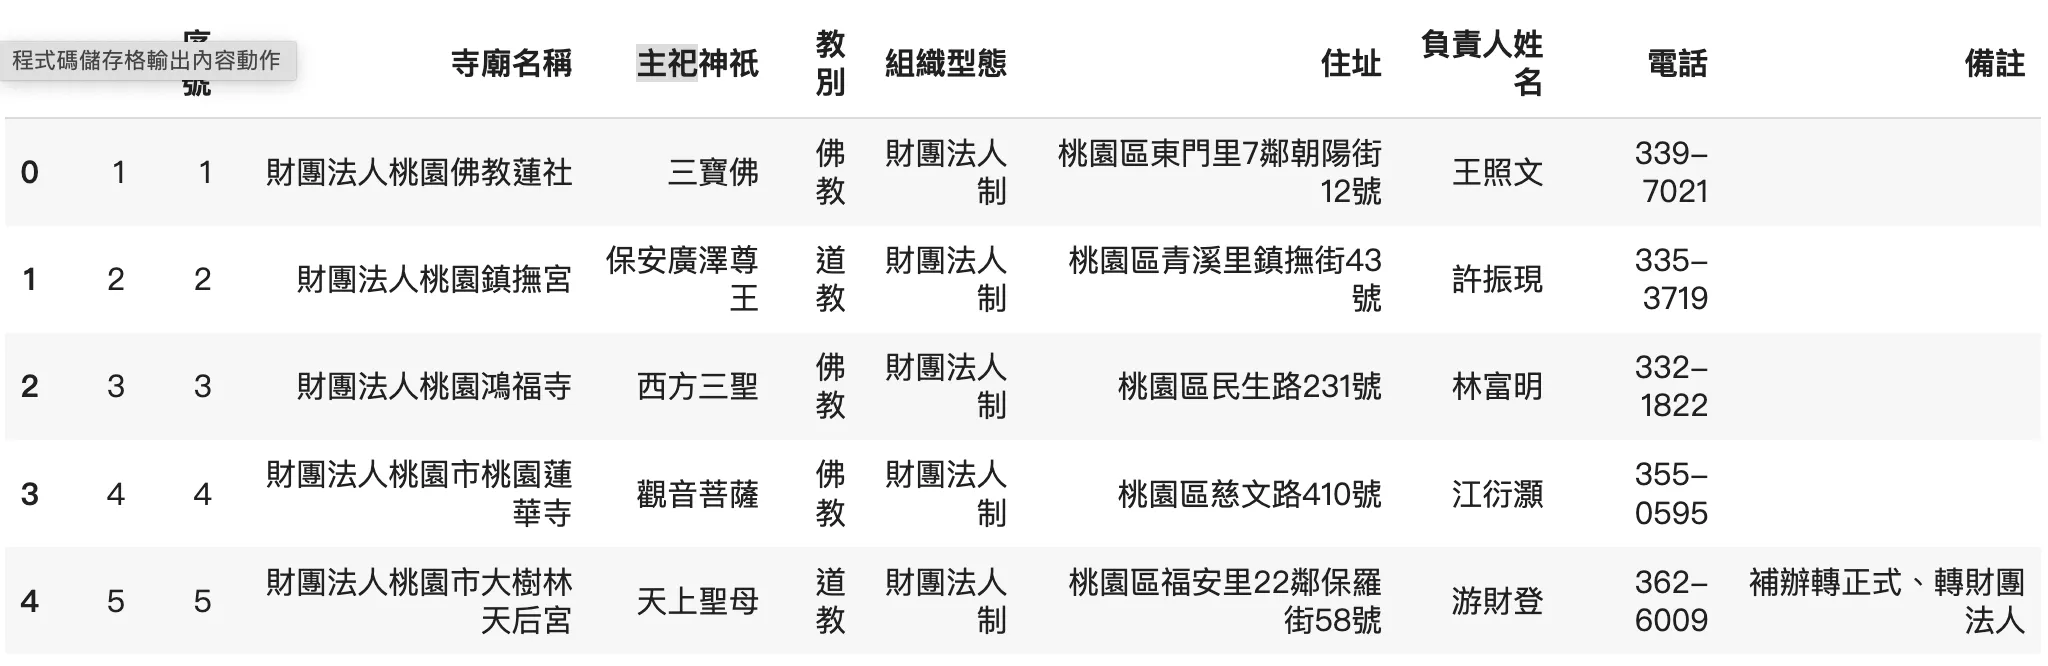 程式碼儲存格輸出內容動作
序號 寺廟名稱 主祀神祇 教別 組織型態 住址 負責人姓名 電話 備註
0 1 1 財團法人桃園佛教蓮社 三寶佛 佛教 財團法人制 桃園區東門里7鄰朝陽街12號 王照文 339-7021
1 2 2 財團法人桃園鎮撫宮 保安廣澤尊王 道教 財團法人制 桃園區青溪里鎮撫街43號 許振現 335-3719
2 3 3 財團法人桃園鴻福寺 西方三聖 佛教 財團法人制 桃園區民生路231號 林富明 332-1822
3 4 4 財團法人桃園市桃園蓮華寺 觀音菩薩 佛教 財團法人制 桃園區慈文路410號 江衍灝 355-0595
4 5 5 財團法人桃園市大樹林天后宮 天上聖母 道教 財團法人制 桃園區福安里22鄰保羅街58號 游財登 362-6009 補辦轉正式、轉財團法人